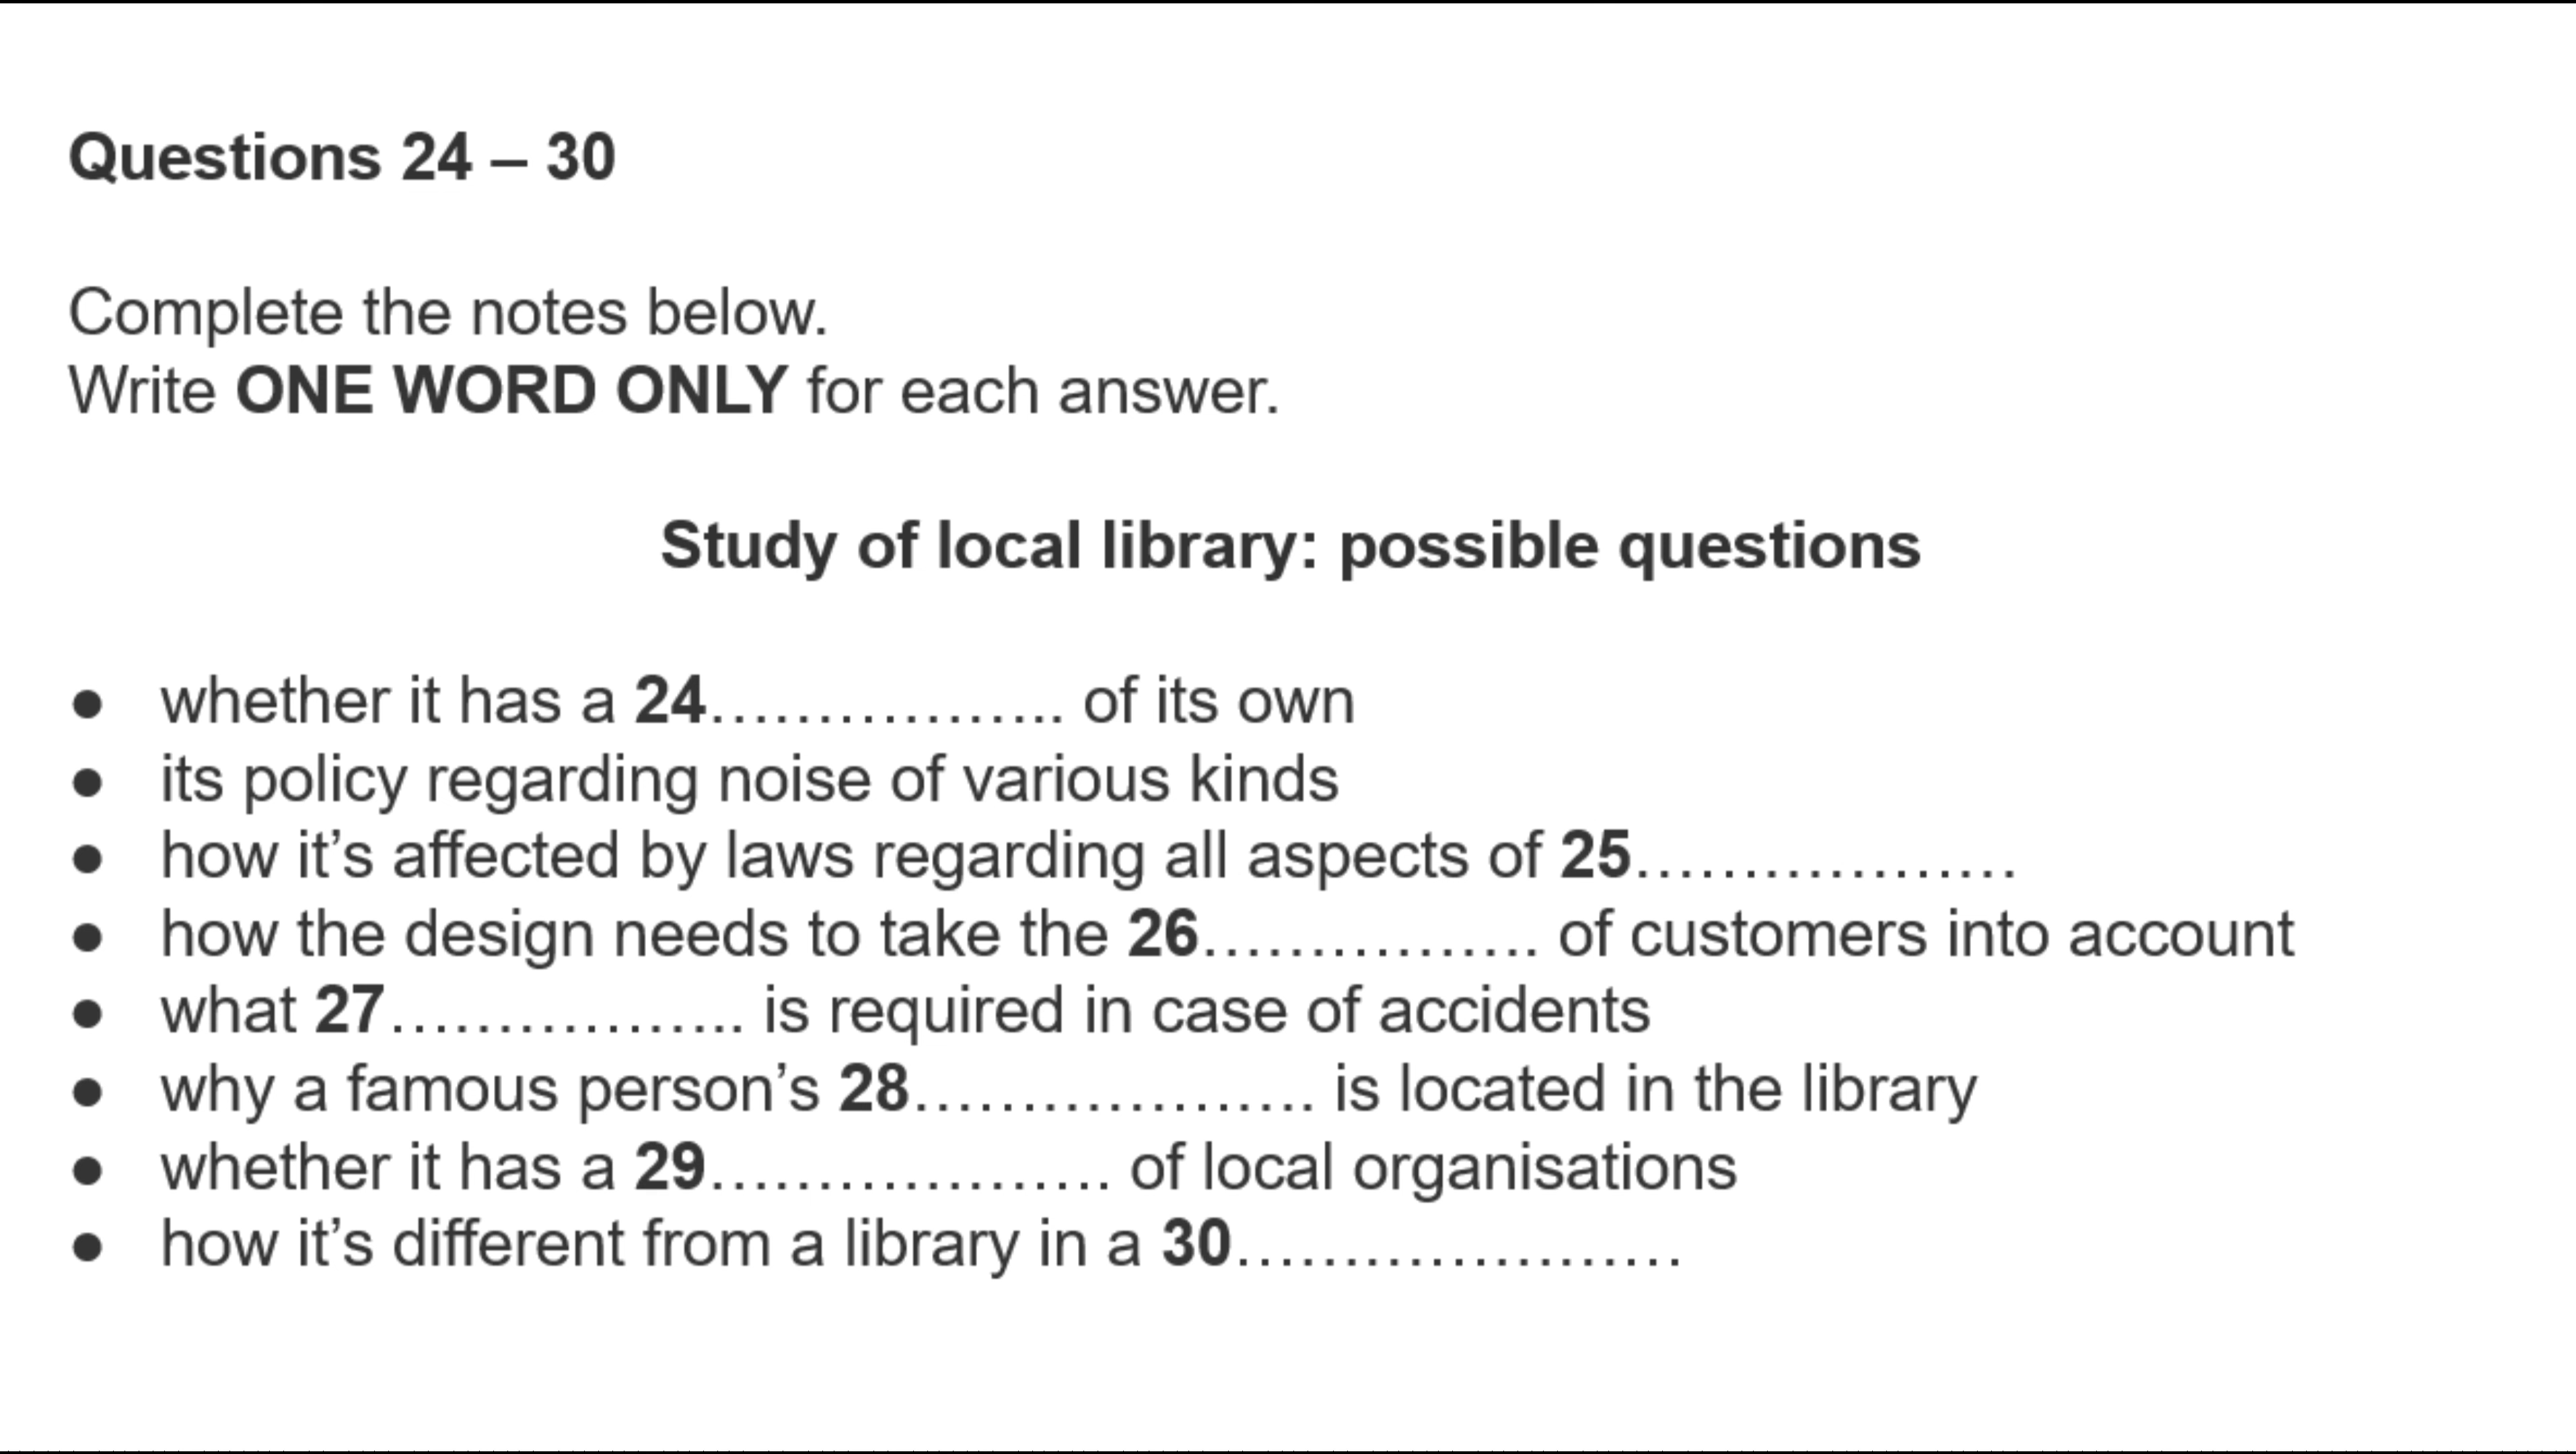 Questions 24 – 30
Complete the notes below.
Write ONE WORD ONLY for each answer.
Study of local library: possible questions
● whether it has a 24................. of its own
● its policy regarding noise of various kinds
● how it’s affected by laws regarding all aspects of 25..................
● how the design needs to take the 26................ of customers into account
● what 27................. is required in case of accidents
● why a famous person’s 28................... is located in the library
● whether it has a 29................... of local organisations
● how it’s different from a library in a 30.....................